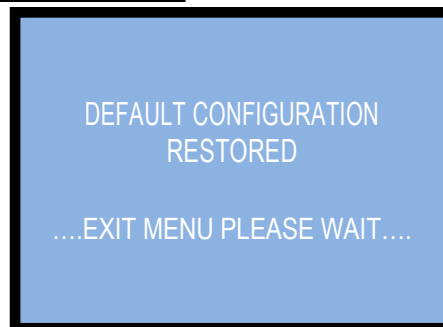 DEFAULT CONFIGURATION
RESTORED
....EXIT MENU PLEASE WAIT....